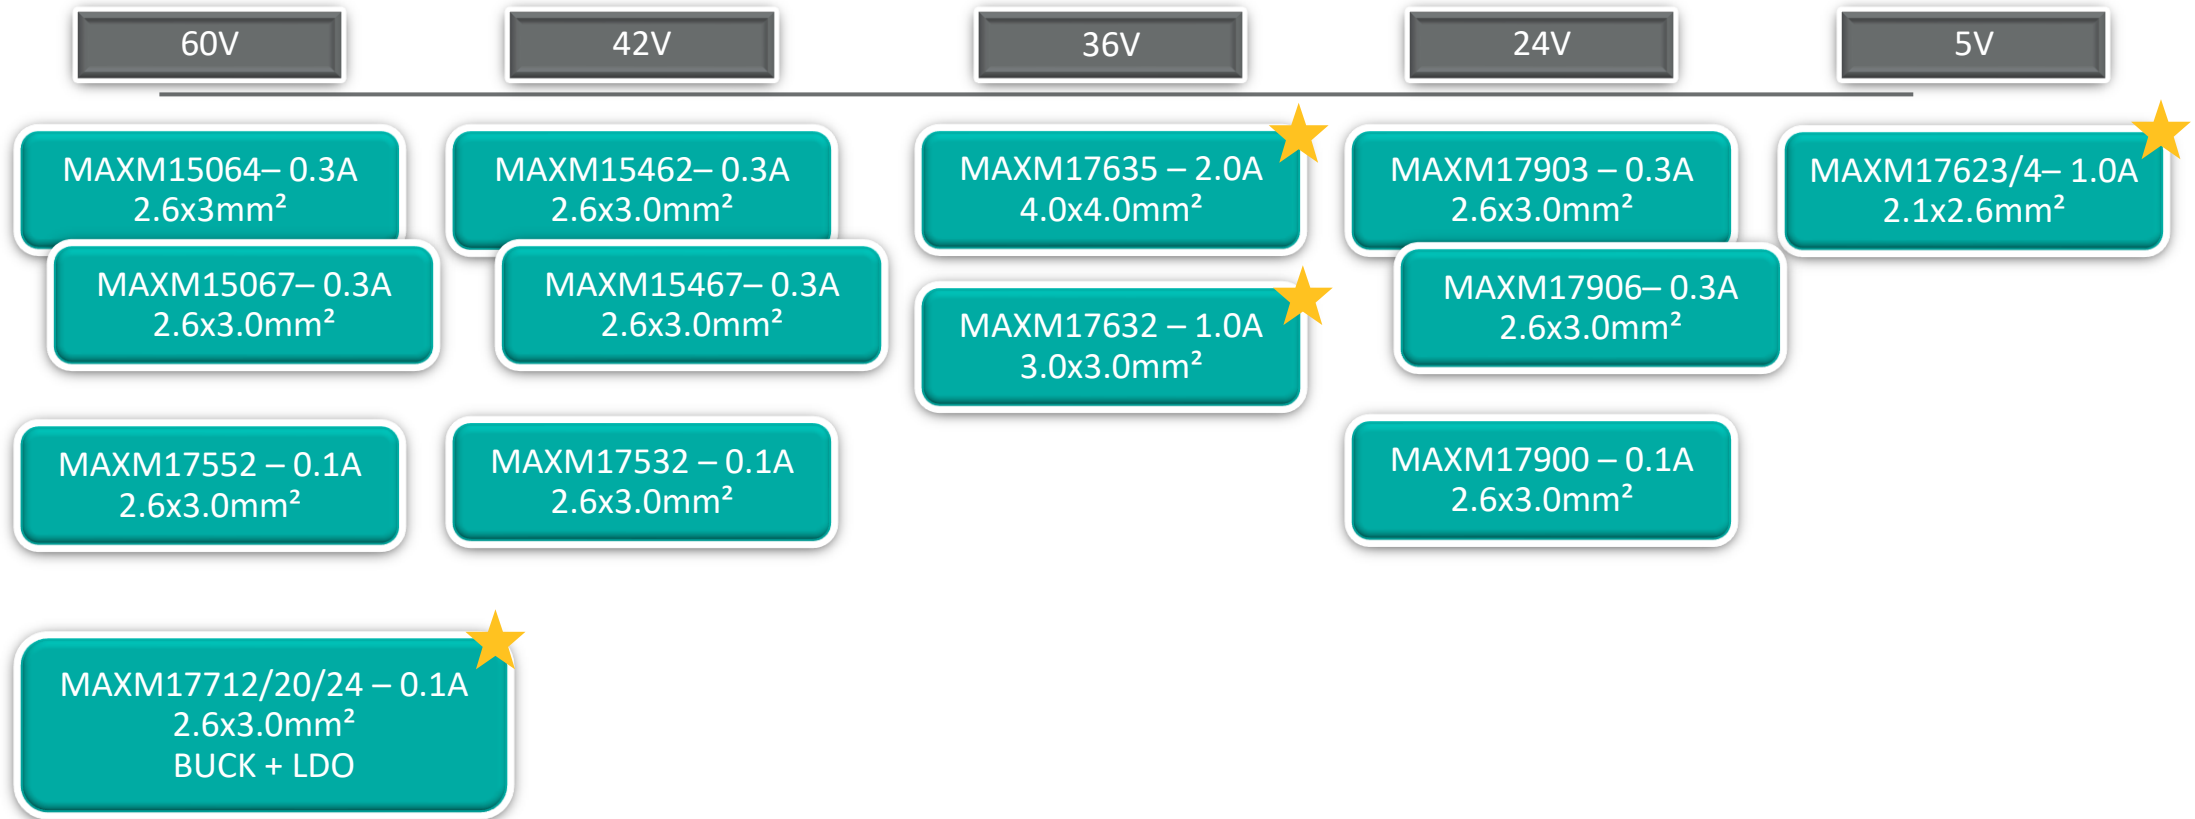 60V
42V
36V
24V
5V
MAXM15064– 0.3A
2.6x3mm²
MAXM15067– 0.3A
2.6x3.0mm²
MAXM17552 – 0.1A
2.6x3.0mm²
MAXM17712/20/24 – 0.1A
2.6x3.0mm²
BUCK + LDO
MAXM15462– 0.3A
2.6x3.0mm²
MAXM15467– 0.3A
2.6x3.0mm²
MAXM17532 – 0.1A
2.6x3.0mm²
MAXM17635 – 2.0A
4.0x4.0mm²
MAXM17632 – 1.0A
3.0x3.0mm²
MAXM17903 – 0.3A
2.6x3.0mm²
MAXM17906– 0.3A
2.6x3.0mm²
MAXM17900 – 0.1A
2.6x3.0mm²
MAXM17623/4– 1.0A
2.1x2.6mm²